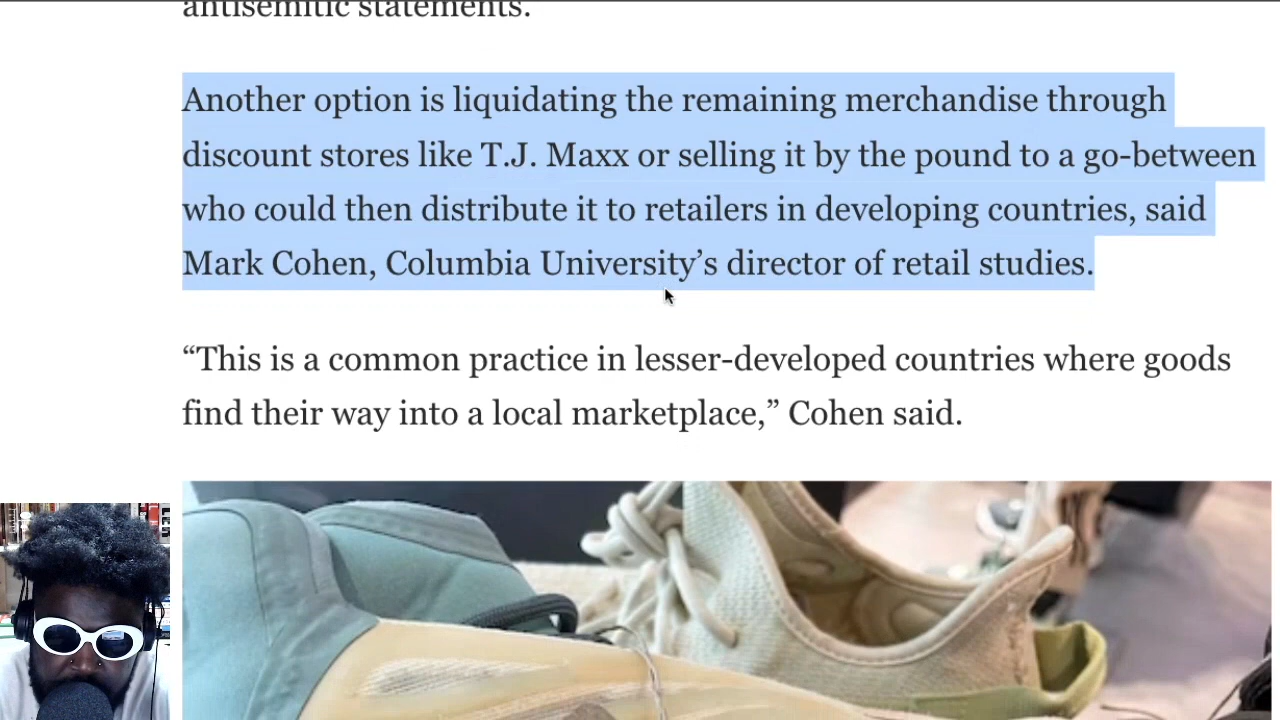 antisemitic statements.
Another option is liquidating the remaining merchandise through
discount stores like T.J. Maxx or selling it by the pound to a go-between
who could then distribute it to retailers in developing countries, said
Mark Cohen, Columbia University’s director of retail studies.
“This is a common practice in lesser-developed countries where goods
find their way into a local marketplace,” Cohen said.